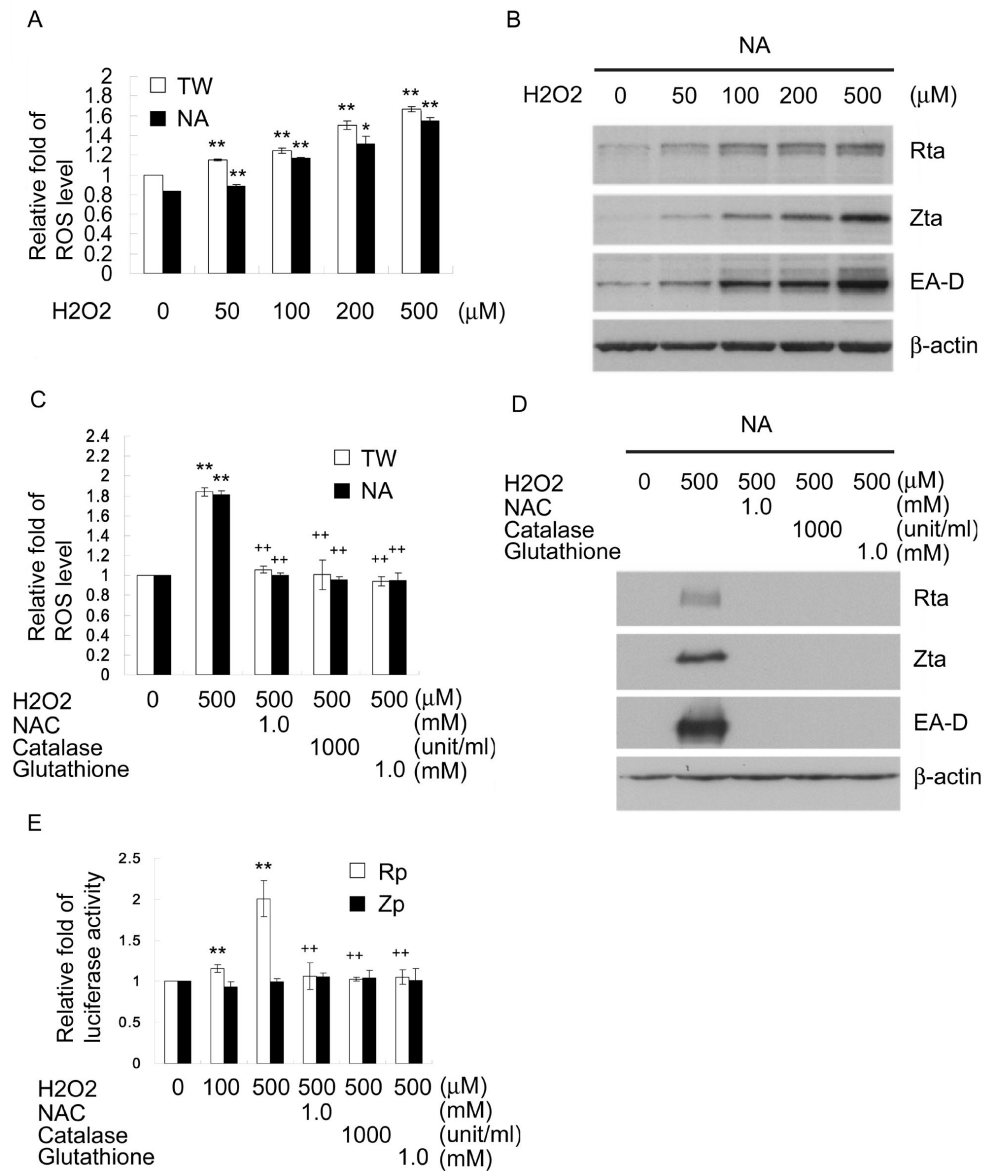 A
Relative fold of
ROS level
2
1.8
1.6
1.4
1.2
1
0.8
0.6
0.4
0.2
0
TW
NA
** ** ** ** ** * ** **
H2O2 0 50 100 200 500 (μM)
B
NA
H2O2 0 50 100 200 500 (μM)
Rta
Zta
EA-D
β-actin
C
Relative fold of
ROS level
2.4
2.2
2
1.8
1.6
1.4
1.2
1
0.8
0.6
0.4
0.2
0
TW
NA
** ** ++ ++ ++ ++ ++ ++
0 500 500 500 500
H2O2 (μM)
NAC 1.0 (mM)
Catalase 1000 (unit/ml)
Glutathione 1.0 (mM)
D
NA
H2O2 0 500 500 500 500 (μM)
NAC 1.0 (mM)
Catalase 1000 (unit/ml)
Glutathione 1.0 (mM)
Rta
Zta
EA-D
β-actin
E
Relative fold of
luciferase activity
2.5
2
1.5
1
0.5
0
Rp
Zp
** ** ++ ++ ++
H2O2 0 100 500 500 500 500 (μM)
NAC 1.0 (mM)
Catalase 1000 (unit/ml)
Glutathione 1.0 (mM)